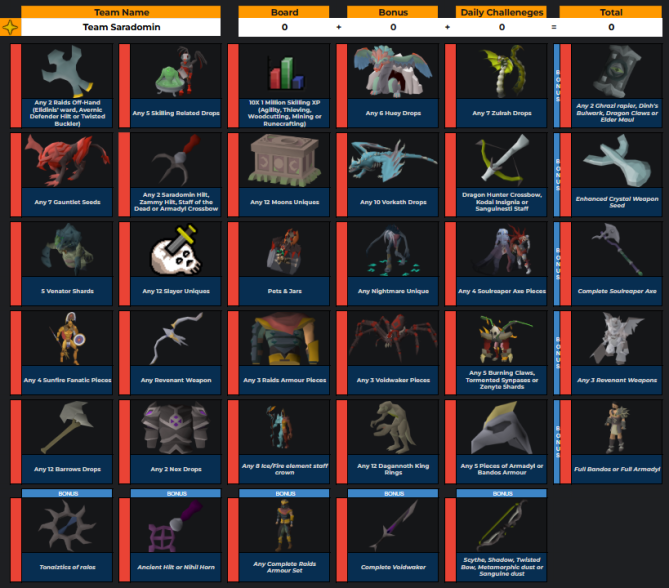 Team Name
Board
Bonus
Daily Challeneges
Total
Team Saradomin
0
+
0
+
0
=
0
Any 2 Raids Off-Hand
(Elidinis' ward, Avernic
Defender Hilt or Twisted
Buckler)
Any 5 Skilling Related Drops
10X 1 Million Skilling XP
(Agility, Thieving,
Woodcutting, Mining or
Runecrafting)
Any 6 Huey Drops
Any 7 Zulrah Drops
BONUS
Any 2 Ghrazi rapier, Dinh's
Bulwork, Dragon Claws or
Elder Maul
Any 7 Gauntlet Seeds
Any 2 Saradomin Hilt,
Zammy Hilt, Staff of the
Dead or Armadyl Crossbow
Any 12 Moons Uniques
Any 10 Vorkath Drops
Dragon Hunter Crossbow,
Kodai Insignia or
Sanguinesti Staff
BONUS
Enhanced Crystal Weapon
Seed
5 Venator Shards
Any 12 Slayer Uniques
Pets & Jars
Any Nightmare Unique
Any 4 Soulreaper Axe Pieces
BONUS
Complete Soulreaper Axe
Any 4 Sunfire Fanatic Pieces
Any Revenant Weapon
Any 3 Raids Armour Pieces
Any 3 Voidwaker Pieces
Any 5 Burning Claws,
Tormented Synpases or
Zenyte Shards
BONUS
Any 3 Revenant Weapons
Any 12 Barrows Drops
Any 2 Nex Drops
Any 8 Ice/Fire element staff
crown
Any 12 Dagannoth King
Rings
Any 5 Pieces of Armadyl or
Bandos Armour
BONUS
Full Bandos or Full Armadyl
BONUS
BONUS
BONUS
BONUS
BONUS
Tonalztics of ralos
Ancient Hilt or Nihil Horn
Any Complete Raids
Armour Set
Complete Voidwaker
Scythe, Shadow, Twisted
Bow, Metamorphic dust or
Sanguine dust